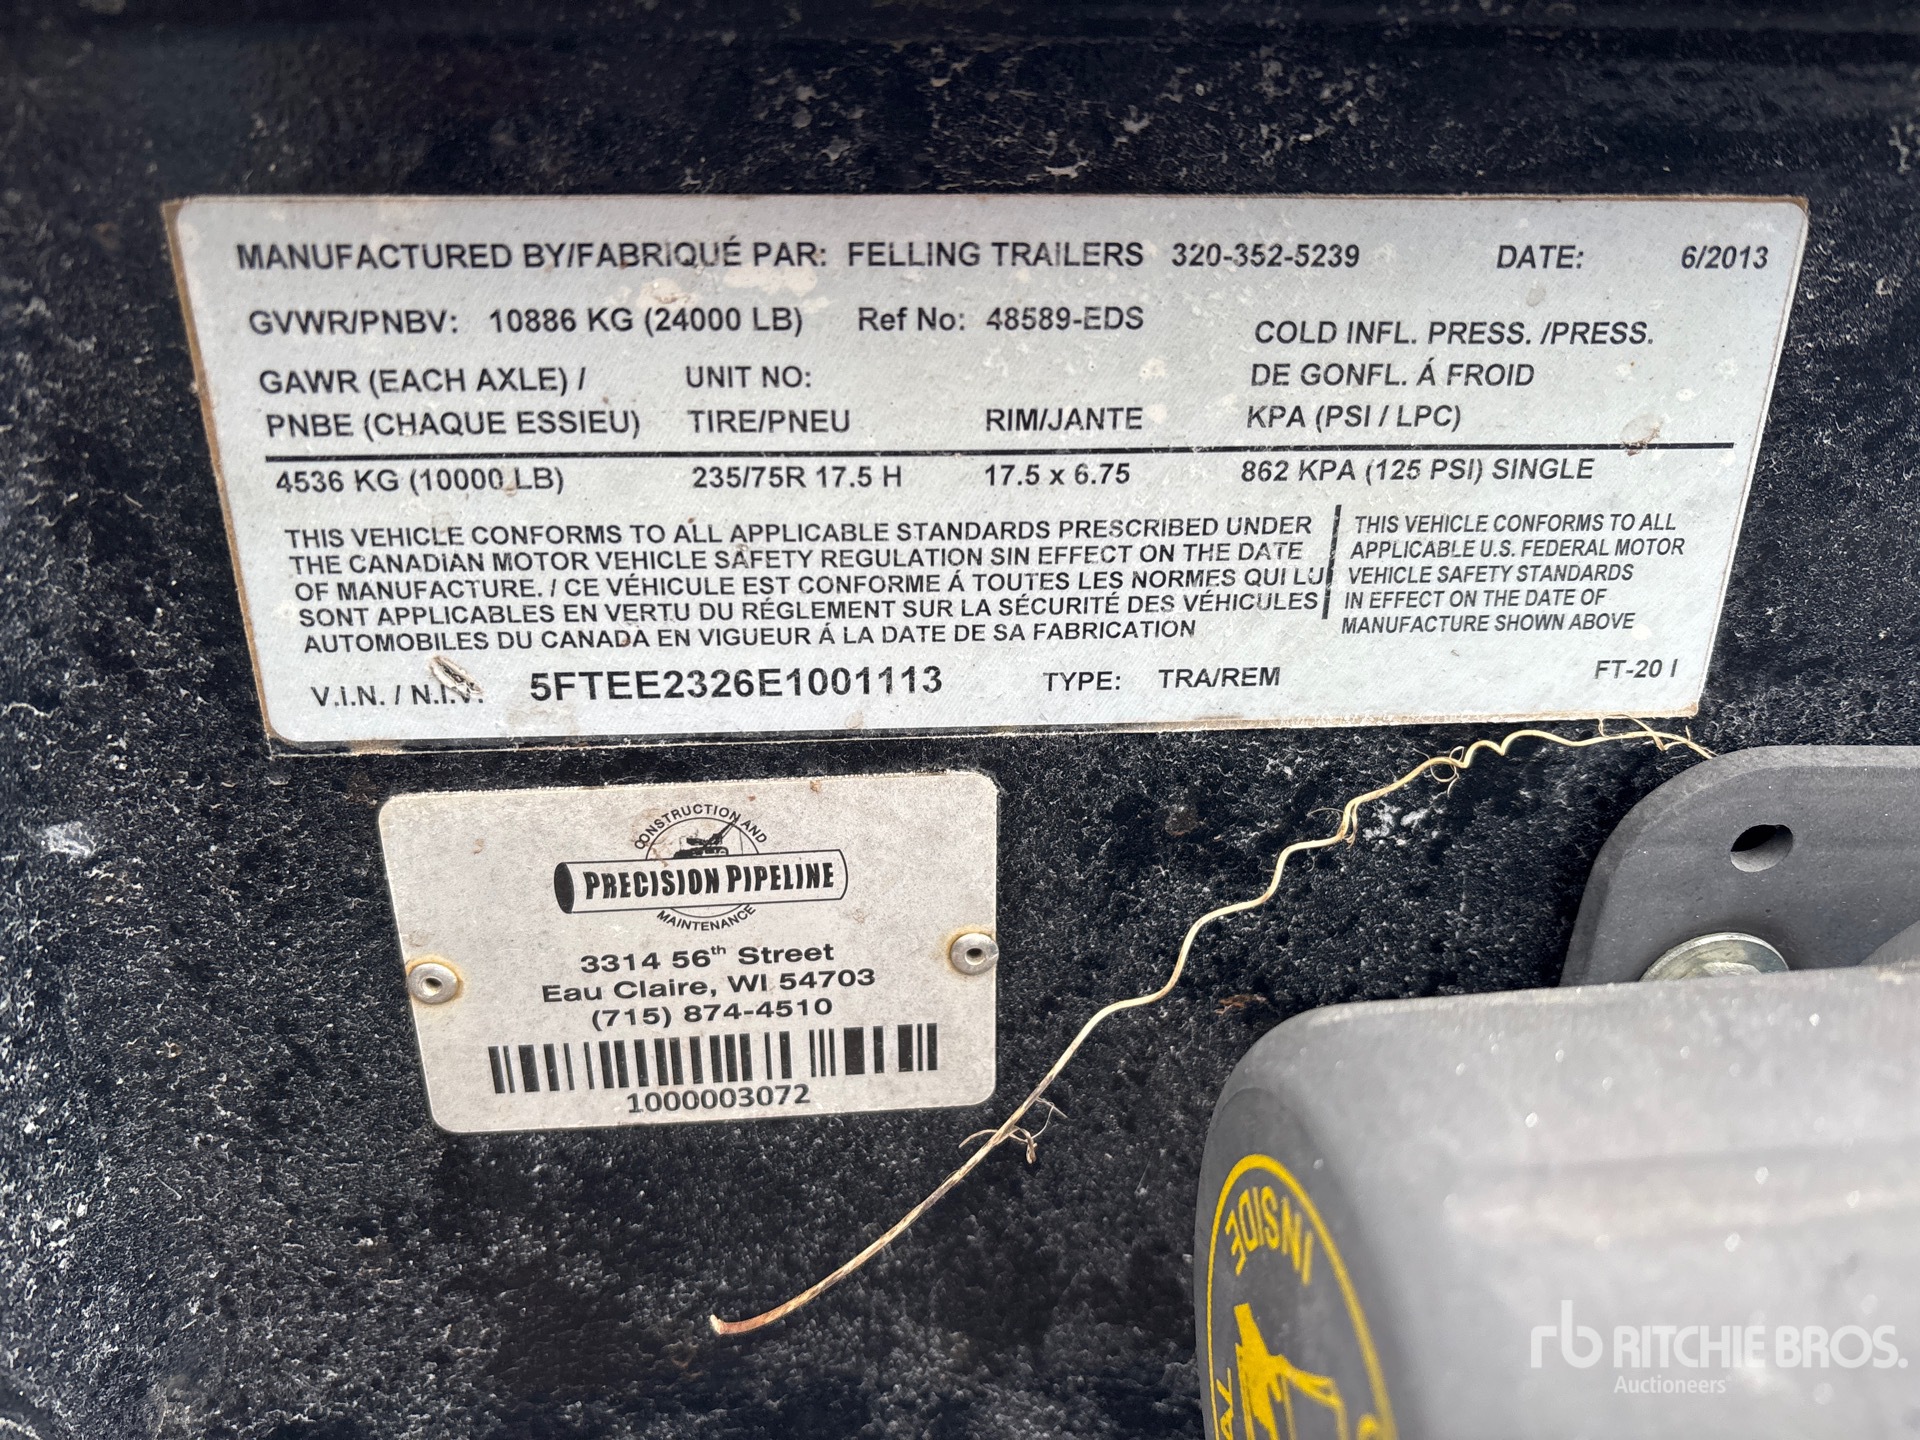 MANUFACTURED BY/FABRIQUÉ PAR: FELLING TRAILERS 320-352-5239 DATE: 6/2013
GVWR/PNBV: 10886 KG (24000 LB) Ref No: 48589-EDS
COLD INFL. PRESS. /PRESS.
GAWR (EACH AXLE) / UNIT NO: DE GONFL. Á FROID
PNBE (CHAQUE ESSIEU) TIRE/PNEU RIM/JANTE KPA (PSI / LPC)
4536 KG (10000 LB) 235/75R 17.5 H 17.5 x 6.75 862 KPA (125 PSI) SINGLE
THIS VEHICLE CONFORMS TO ALL APPLICABLE STANDARDS PRESCRIBED UNDER
THE CANADIAN MOTOR VEHICLE SAFETY REGULATION SIN EFFECT ON THE DATE
OF MANUFACTURE. / CE VÉHICULE EST CONFORME Á TOUTES LES NORMES QUI LU
SONT APPLICABLES EN VERTU DU RÉGLEMENT SUR LA SÉCURITÉ DES VÉHICULES
AUTOMOBILES DU CANADA EN VIGUEUR Á LA DATE DE SA FABRICATION
THIS VEHICLE CONFORMS TO ALL
APPLICABLE U.S. FEDERAL MOTOR
VEHICLE SAFETY STANDARDS
IN EFFECT ON THE DATE OF
MANUFACTURE SHOWN ABOVE
V.I.N. / N.I.V. 5FTEE2326E1001113 TYPE: TRA/REM FT-20 I
CONSTRUCTION AND
PRECISION PIPELINE
MAINTENANCE
3314 56th Street
Eau Claire, WI 54703
(715) 874-4510
1000003072
INSIDE
rb RITCHIE BROS.
Auctioneers